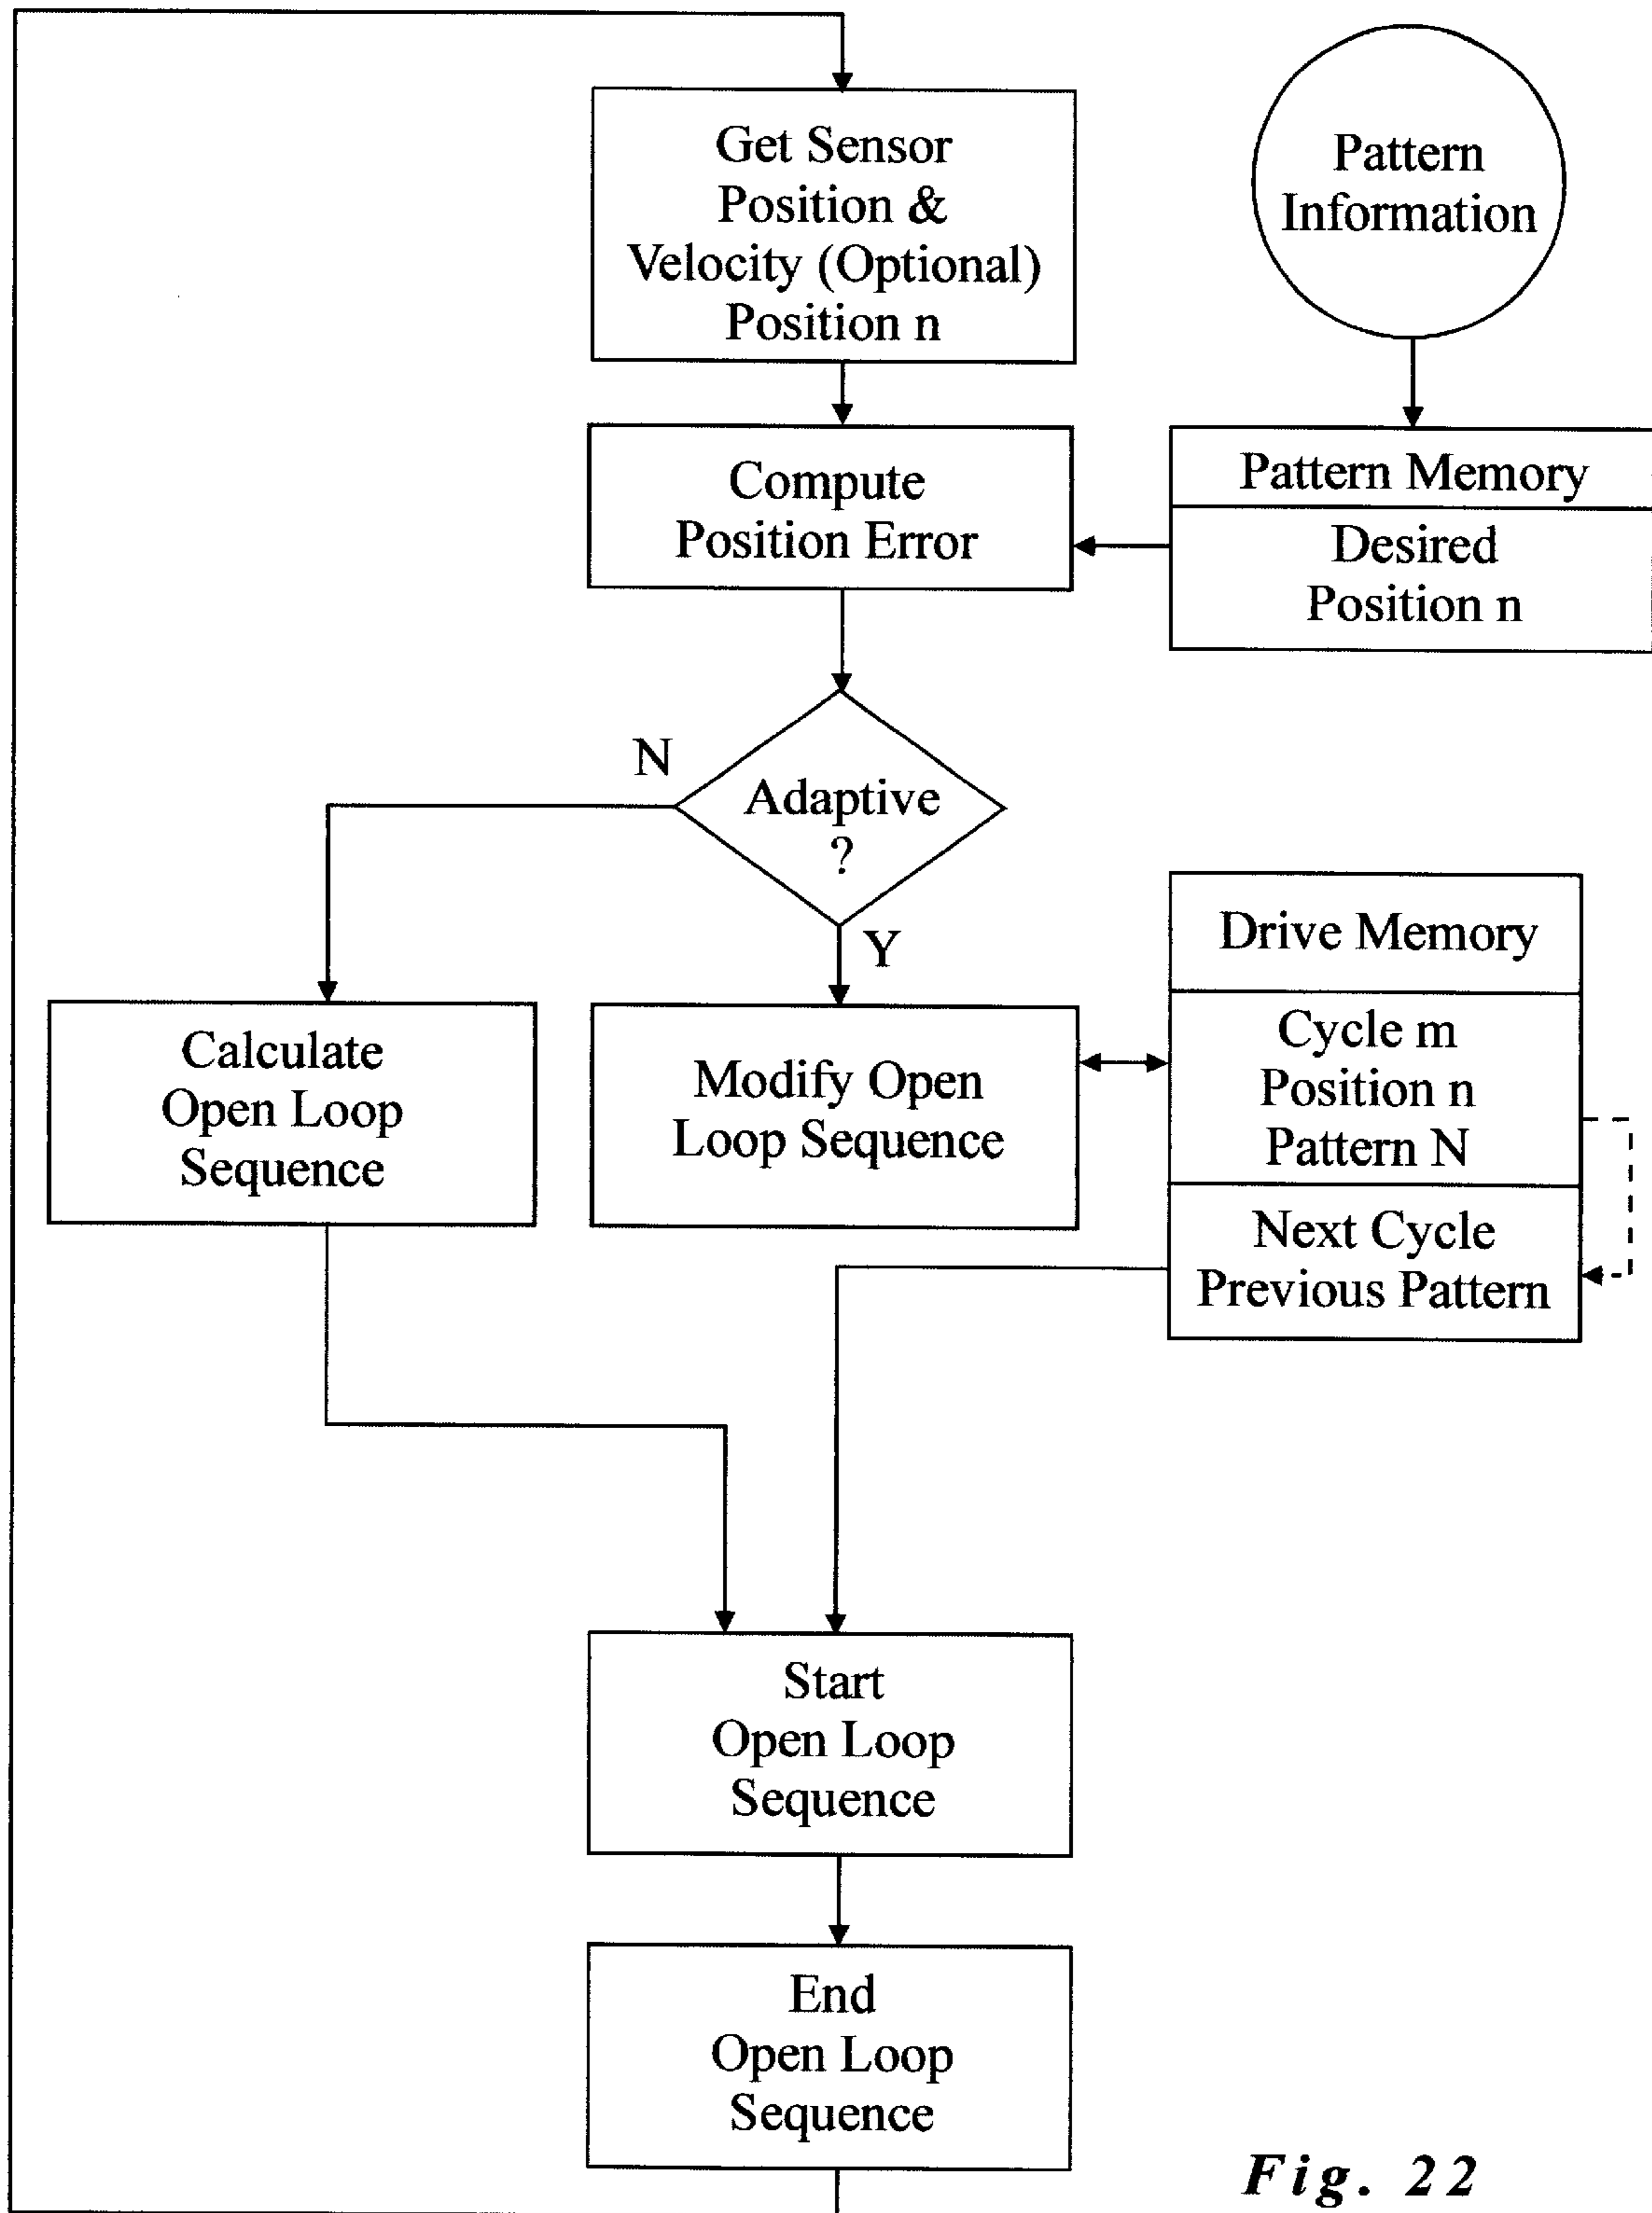 Get Sensor
Position &
Velocity (Optional)
Position n
Pattern
Information
Compute
Position Error
Pattern Memory
Desired
Position n
N
Adaptive
?
Y
Calculate
Open Loop
Sequence
Modify Open
Loop Sequence
Drive Memory
Cycle m
Position n
Pattern N
Next Cycle
Previous Pattern
Start
Open Loop
Sequence
End
Open Loop
Sequence
Fig. 22